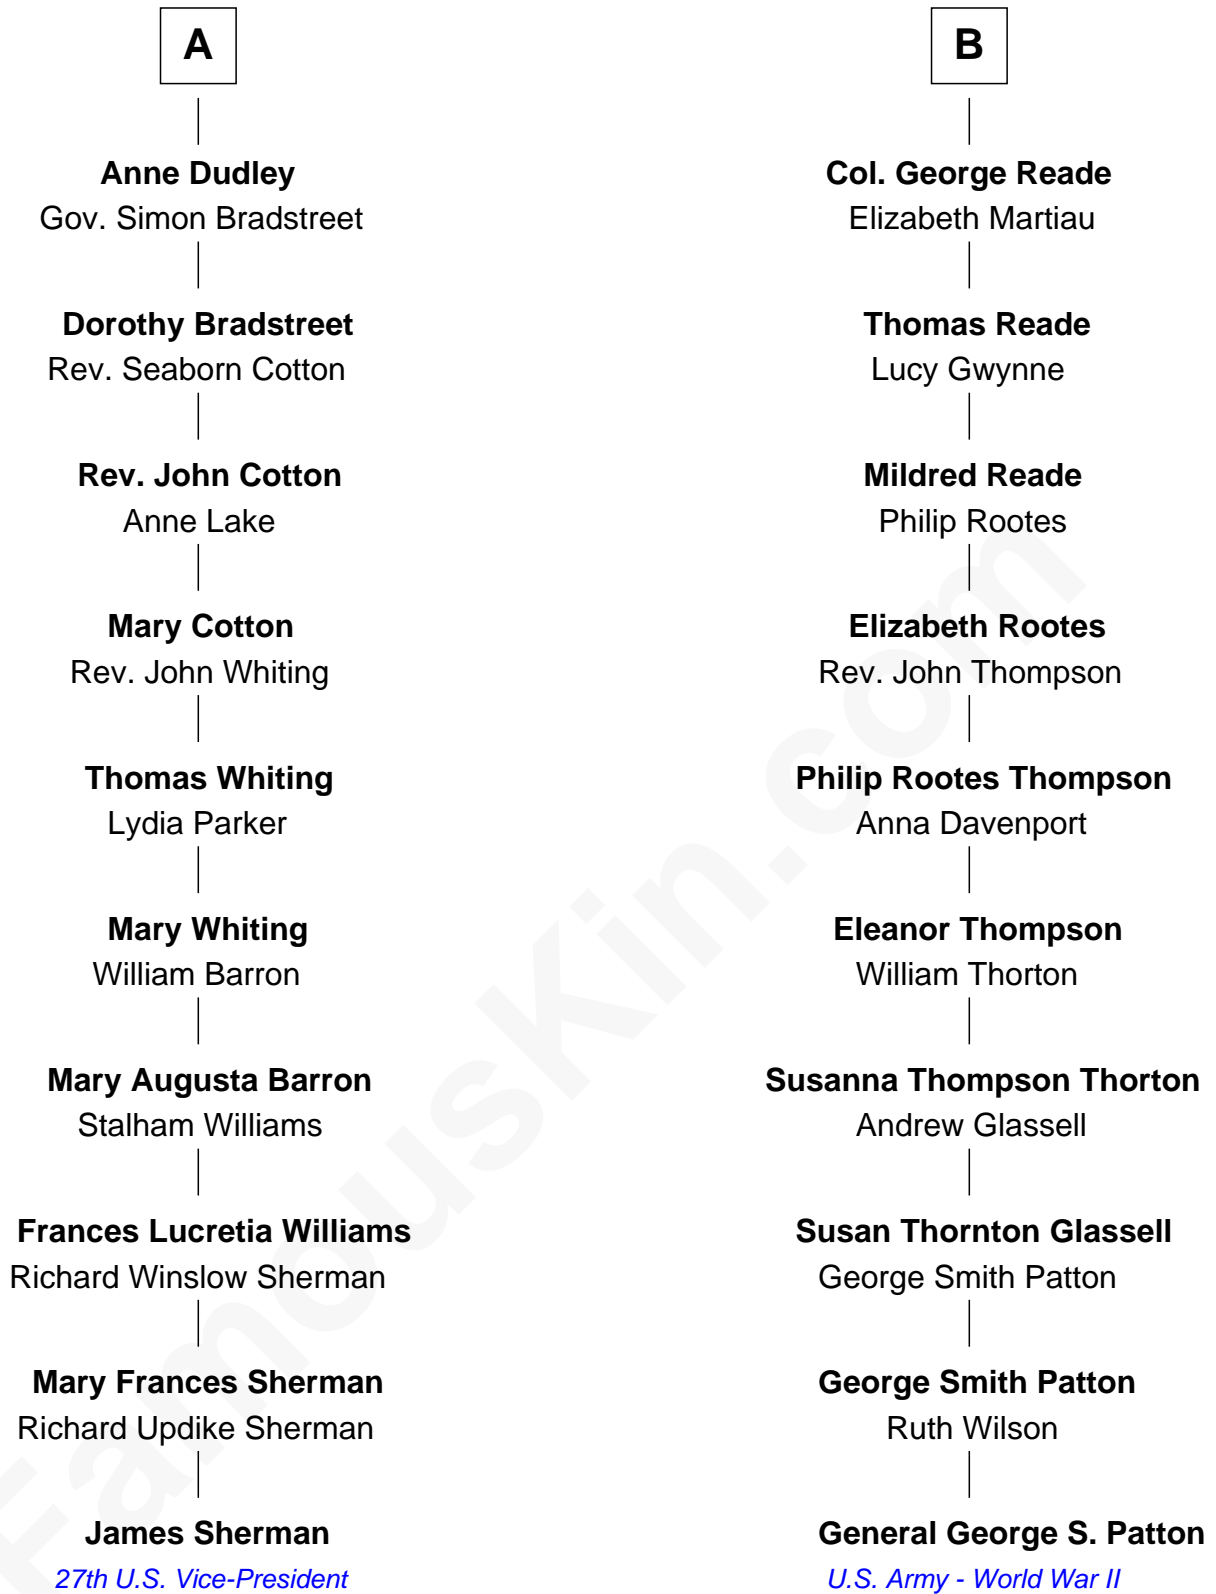 A
Anne Dudley
Gov. Simon Bradstreet
Dorothy Bradstreet
Rev. Seaborn Cotton
Rev. John Cotton
Anne Lake
Mary Cotton
Rev. John Whiting
Thomas Whiting
Lydia Parker
Mary Whiting
William Barron
Mary Augusta Barron
Stalham Williams
Frances Lucretia Williams
Richard Winslow Sherman
Mary Frances Sherman
Richard Updike Sherman
James Sherman
27th U.S. Vice-President
B
Col. George Reade
Elizabeth Martiau
Thomas Reade
Lucy Gwynne
Mildred Reade
Philip Rootes
Elizabeth Rootes
Rev. John Thompson
Philip Rootes Thompson
Anna Davenport
Eleanor Thompson
William Thorton
Susanna Thompson Thorton
Andrew Glassell
Susan Thornton Glassell
George Smith Patton
George Smith Patton
Ruth Wilson
General George S. Patton
U.S. Army - World War II
FamousKin.com